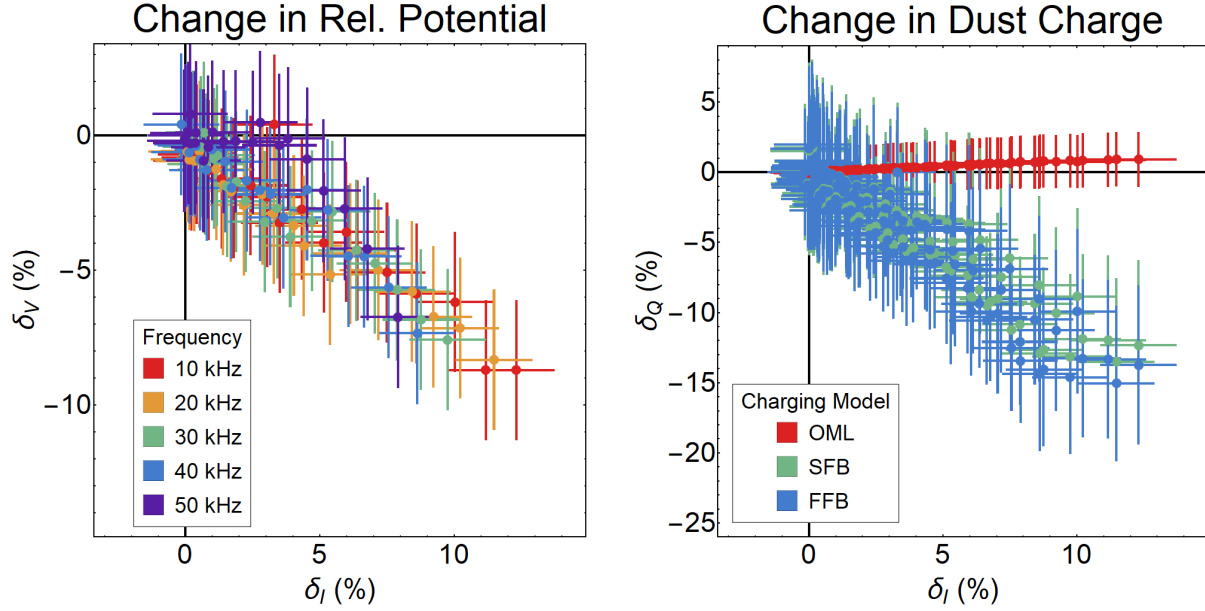 Change in Rel. Potential
0
−5
−10
δV (%)
Frequency
10 kHz
20 kHz
30 kHz
40 kHz
50 kHz
0
5
10
δI (%)
Change in Dust Charge
5
0
−5
−10
−15
−20
−25
δQ (%)
Charging Model
OML
SFB
FFB
0
5
10
δI (%)